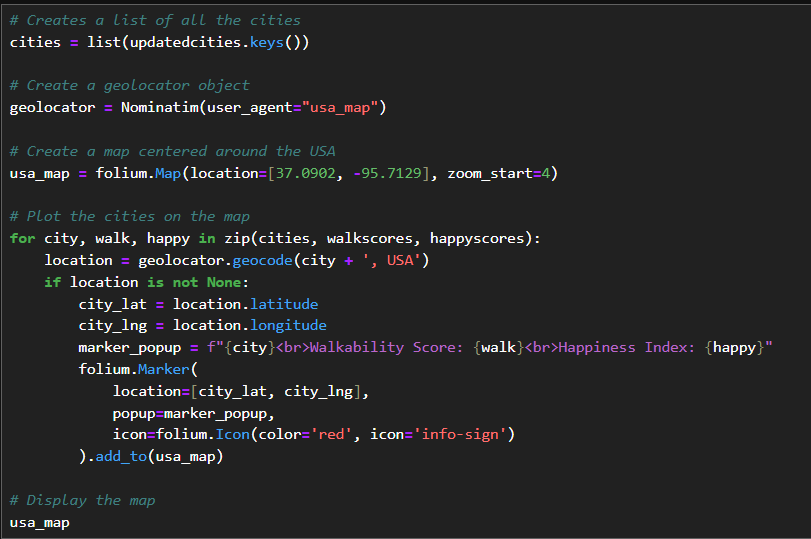 # Creates a list of all the cities
cities = list(updatedcities.keys())
# Create a geolocator object
geolocator = Nominatim(user_agent="usa_map")
# Create a map centered around the USA
usa_map = folium.Map(location=[37.0902, -95.7129], zoom_start=4)
# Plot the cities on the map
for city, walk, happy in zip(cities, walkscores, happyscores):
    location = geolocator.geocode(city + ', USA')
    if location is not None:
        city_lat = location.latitude
        city_lng = location.longitude
        marker_popup = f"{city}<br>Walkability Score: {walk}<br>Happiness Index: {happy}"
        folium.Marker(
            location=[city_lat, city_lng],
            popup=marker_popup,
            icon=folium.Icon(color='red', icon='info-sign')
        ).add_to(usa_map)
# Display the map
usa_map